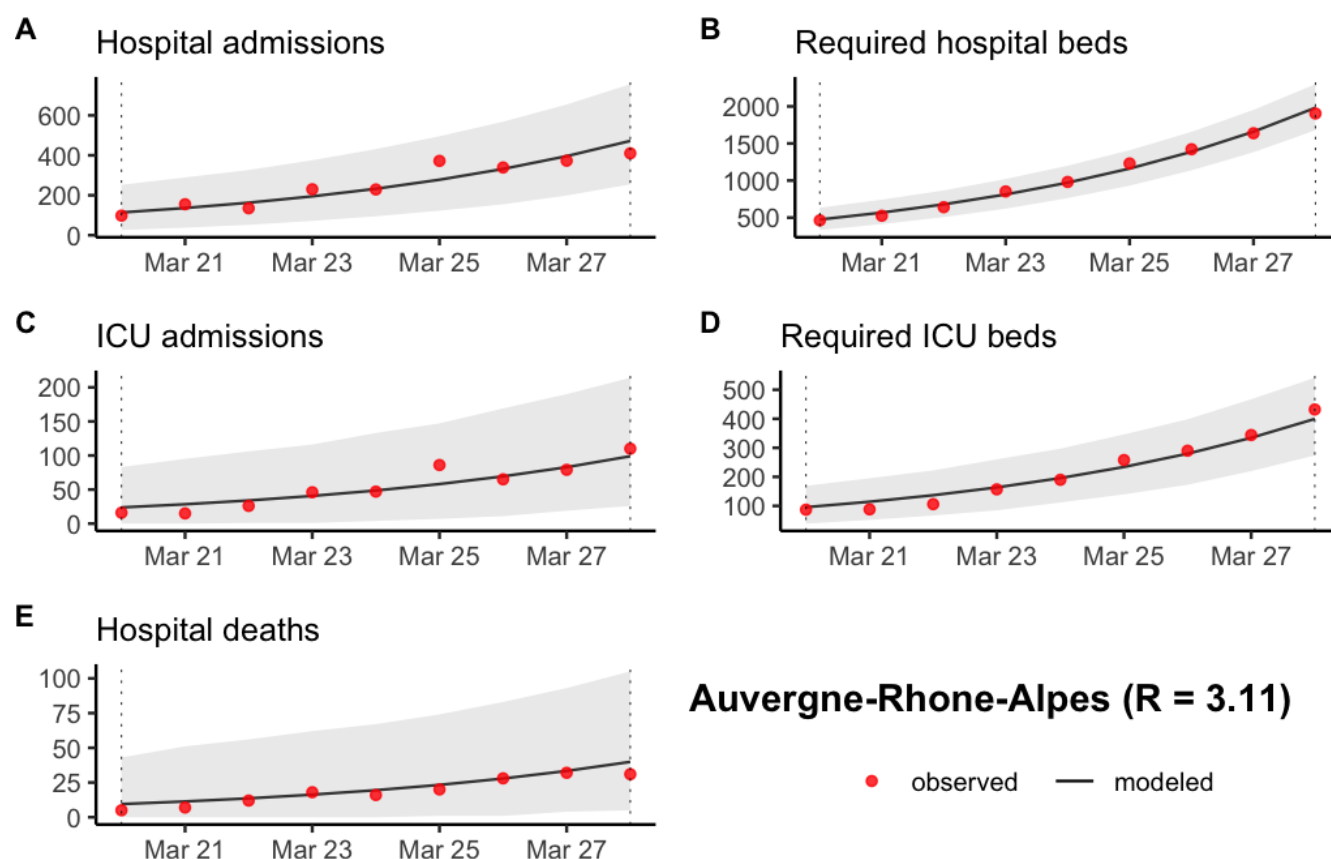 A
Hospital admissions
600
400
200
0
Mar 21 Mar 23 Mar 25 Mar 27
B
Required hospital beds
2000
1500
1000
500
Mar 21 Mar 23 Mar 25 Mar 27
C
ICU admissions
200
150
100
50
0
Mar 21 Mar 23 Mar 25 Mar 27
D
Required ICU beds
500
400
300
200
100
Mar 21 Mar 23 Mar 25 Mar 27
E
Hospital deaths
100
75
50
25
0
Mar 21 Mar 23 Mar 25 Mar 27
Auvergne-Rhone-Alpes (R = 3.11)
observed modeled